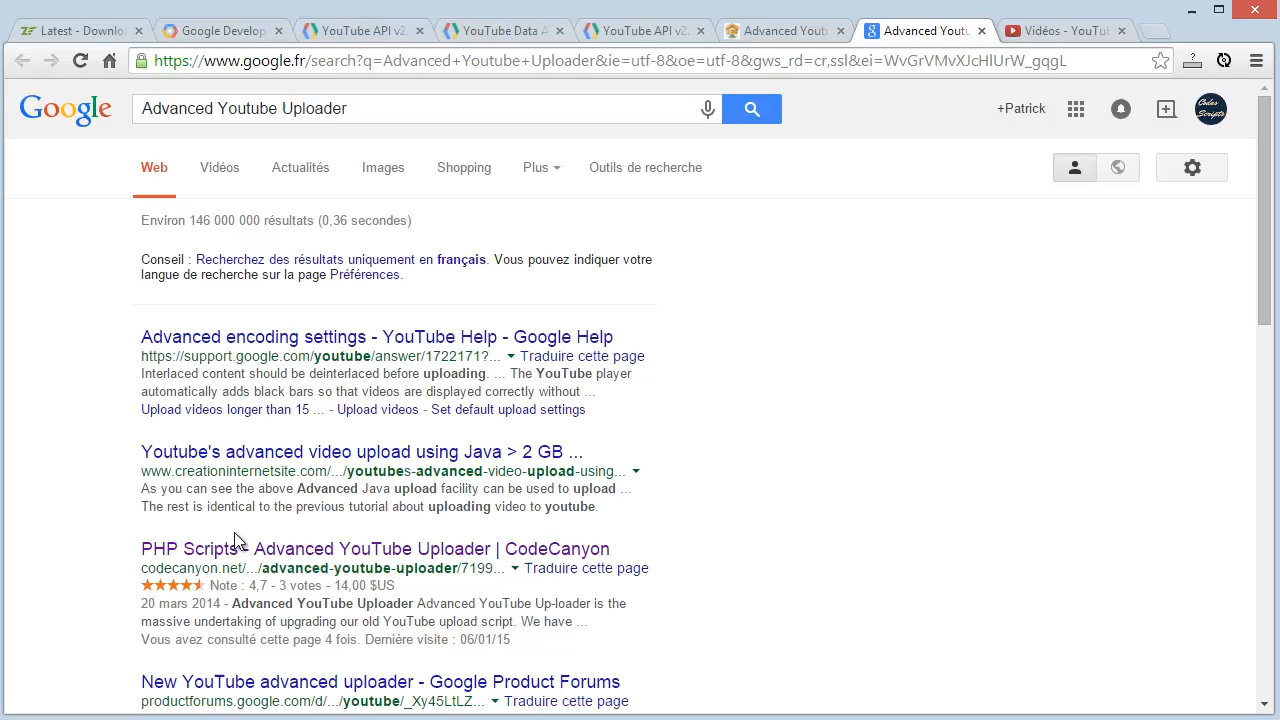 Latest - Downlo
Google Develop
YouTube API v2
YouTube Data A
YouTube API v2.
Advanced Yout
Advanced Youtu
Vidéos - YouTub
https://www.google.fr/search?q=Advanced+Youtube+Uploader&ie=utf-8&oe=utf-8&gws_rd=cr,ssl&ei=WvGrVMvXJcHlUrW_gqgL
Google
Advanced Youtube Uploader
+Patrick
Codes
Scripts
Web
Vidéos
Actualités
Images
Shopping
Plus
Outils de recherche
Environ 146 000 000 résultats (0,36 secondes)
Conseil : Recherchez des résultats uniquement en français. Vous pouvez indiquer votre
langue de recherche sur la page Préférences.
Advanced encoding settings - YouTube Help - Google Help
https://support.google.com/youtube/answer/1722171?... Traduire cette page
Interlaced content should be deinterlaced before uploading. ... The YouTube player
automatically adds black bars so that videos are displayed correctly without ...
Upload videos longer than 15 ... - Upload videos - Set default upload settings
Youtube's advanced video upload using Java > 2 GB ...
www.creationinternetsite.com/.../youtubes-advanced-video-upload-using...
As you can see the above Advanced Java upload facility can be used to upload ...
The rest is identical to the previous tutorial about uploading video to youtube.
PHP Scripts - Advanced YouTube Uploader | CodeCanyon
codecanyon.net/.../advanced-youtube-uploader/7199... Traduire cette page
Note : 4,7 - 3 votes - 14,00 $US
20 mars 2014 - Advanced YouTube Uploader Advanced YouTube Up-loader is the
massive undertaking of upgrading our old YouTube upload script. We have ...
Vous avez consulté cette page 4 fois. Dernière visite : 06/01/15
New YouTube advanced uploader - Google Product Forums
productforums.google.com/d/.../youtube/_Xy45LtLZ... Traduire cette page